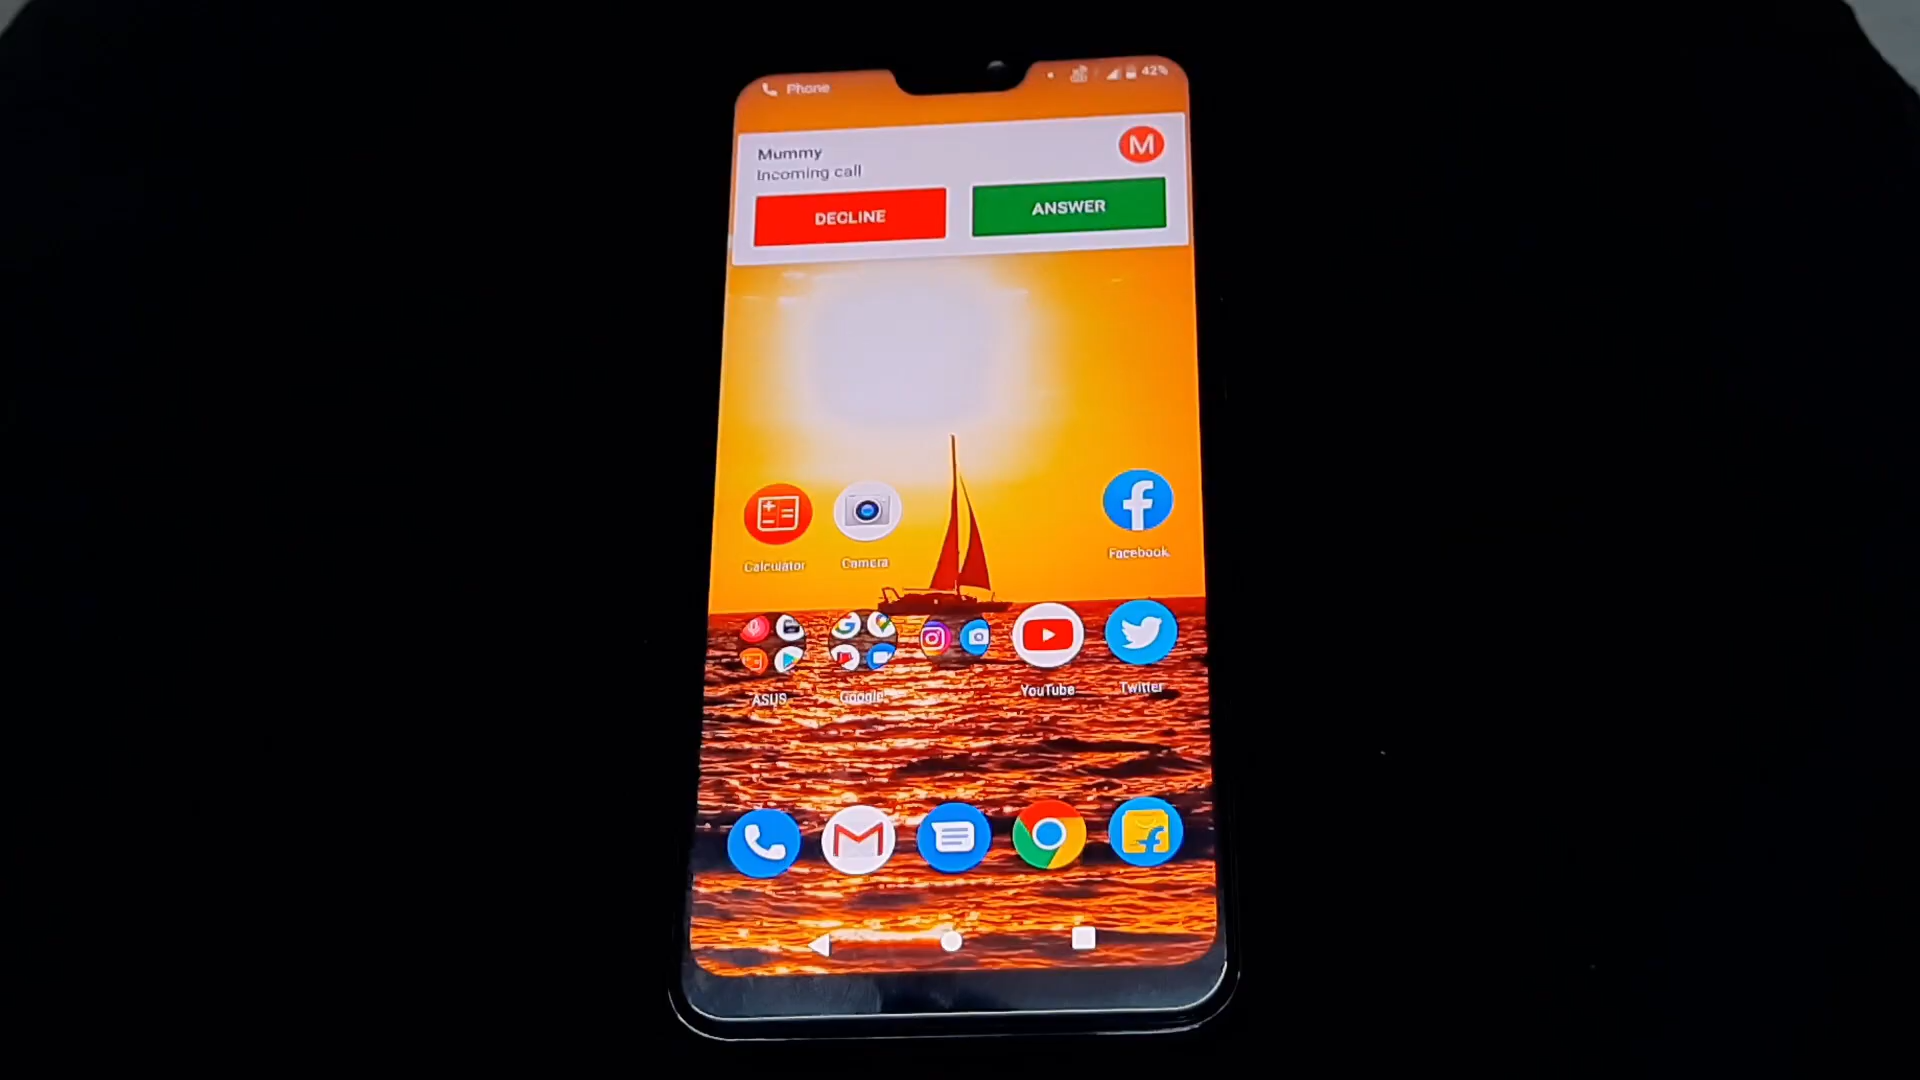 Phone
42%
Mummy
M
Incoming call
DECLINE
ANSWER
Calculator
Camera
Facebook
ASUS
Google
YouTube
Twitter